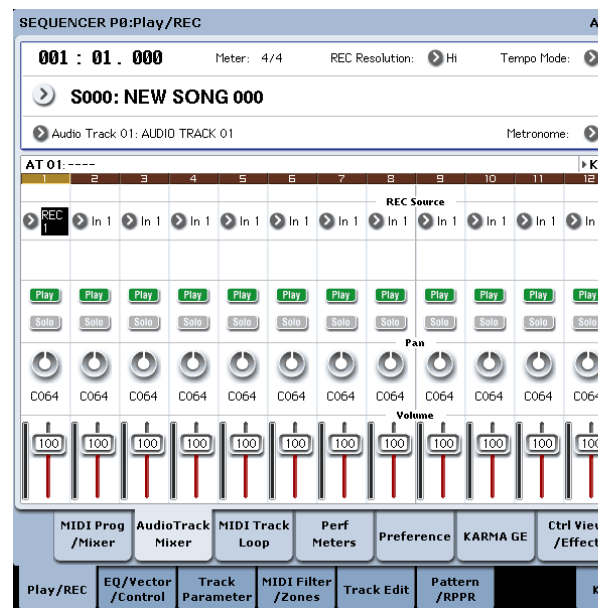 SEQUENCER P0:Play/REC
001 : 01 . 000 Meter: 4/4 REC Resolution: Hi Tempo Mode:
S000: NEW SONG 000
Audio Track 01: AUDIO TRACK 01 Metronome:
AT 01:----
1 2 3 4 5 6 7 8 9 10 11 12
REC Source
REC 1 In 1 In 1 In 1 In 1 In 1 In 1 In 1 In 1 In 1 In 1 In
Play Play Play Play Play Play Play Play Play Play Play Play
Solo Solo Solo Solo Solo Solo Solo Solo Solo Solo Solo Solo
Pan
C064 C064 C064 C064 C064 C064 C064 C064 C064 C064 C064 C064
Volume
100 100 100 100 100 100 100 100 100 100 100 100
MIDI Prog /Mixer AudioTrack Mixer MIDI Track Loop Perf Meters Preference KARMA GE Ctrl View /Effect
Play/REC EQ/Vector /Control Track Parameter MIDI Filter /Zones Track Edit Pattern /RPPR K